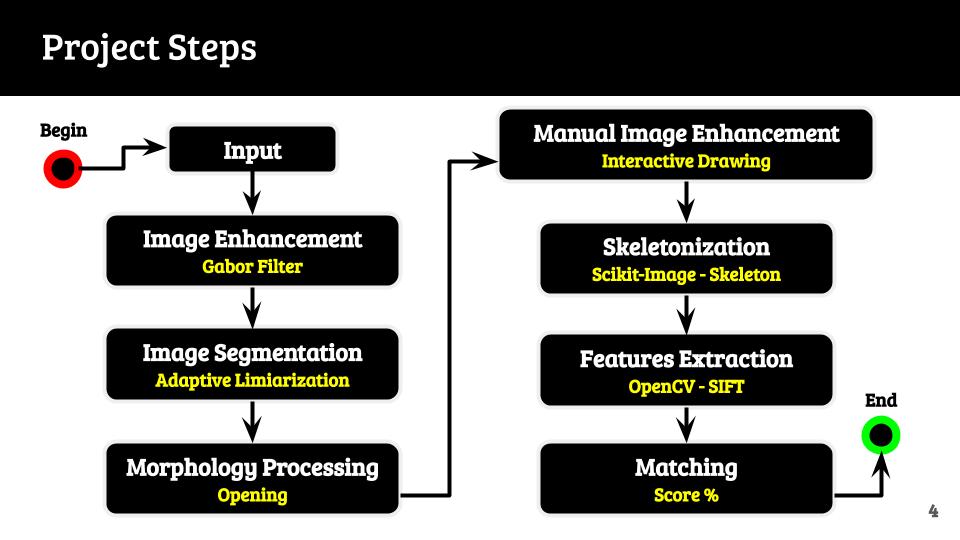 Project Steps
Begin
Input
Image Enhancement
Gabor Filter
Image Segmentation
Adaptive Limiarization
Morphology Processing
Opening
Manual Image Enhancement
Interactive Drawing
Skeletonization
Scikit-Image - Skeleton
Features Extraction
OpenCV - SIFT
Matching
Score %
End
4